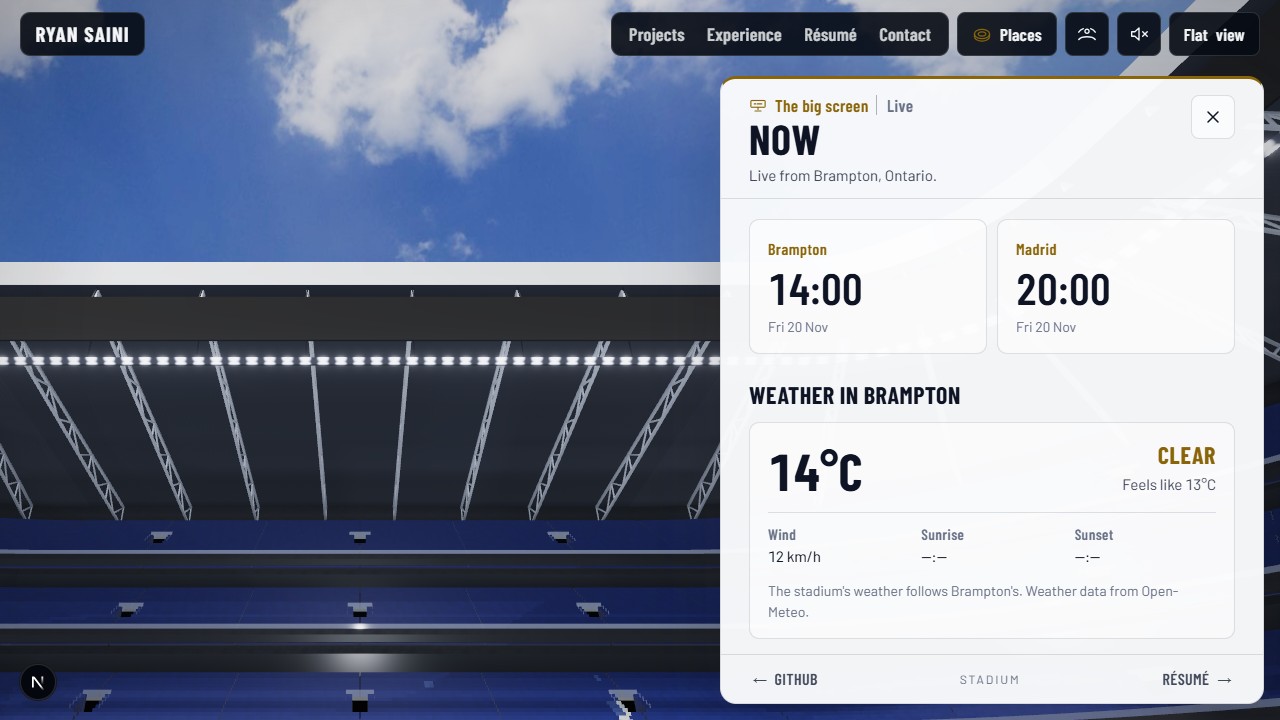 RYAN SAINI
Projects Experience Résumé Contact
Places
Flat view
The big screen | Live
NOW
Live from Brampton, Ontario.
Brampton
14:00
Fri 20 Nov
Madrid
20:00
Fri 20 Nov
WEATHER IN BRAMPTON
14°C
CLEAR
Feels like 13°C
Wind
12 km/h
Sunrise
—:—
Sunset
—:—
The stadium's weather follows Brampton's. Weather data from Open-
Meteo.
← GITHUB
STADIUM
RÉSUMÉ →
N